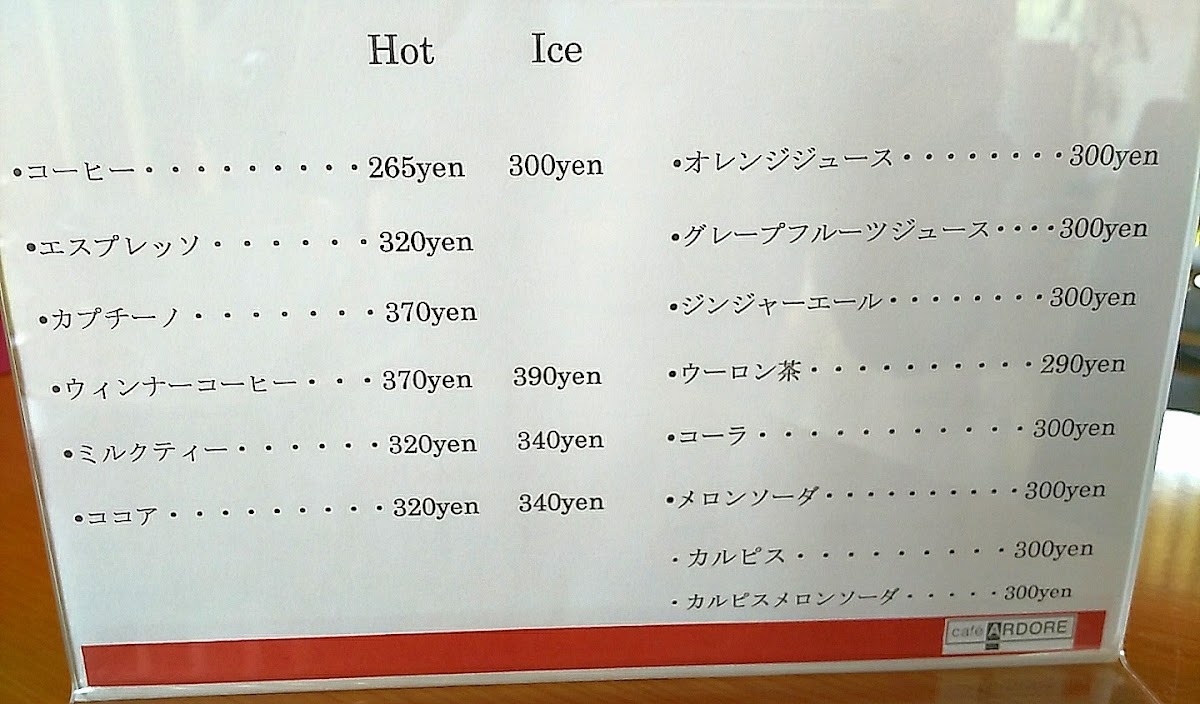 Hot Ice
•コーヒー・・・・・・・・・265yen 300yen
•エスプレッソ・・・・・・320yen
•カプチーノ・・・・・・・370yen
•ウィンナーコーヒー・・・370yen 390yen
•ミルクティー・・・・・・320yen 340yen
•ココア・・・・・・・・・320yen 340yen
•オレンジジュース・・・・・・・・300yen
•グレープフルーツジュース・・・・300yen
•ジンジャーエール・・・・・・・・300yen
•ウーロン茶・・・・・・・・・・290yen
•コーラ・・・・・・・・・・・・300yen
•メロンソーダ・・・・・・・・・・300yen
・カルピス・・・・・・・・・300yen
・カルピスメロンソーダ・・・・・300yen
café ARDORE